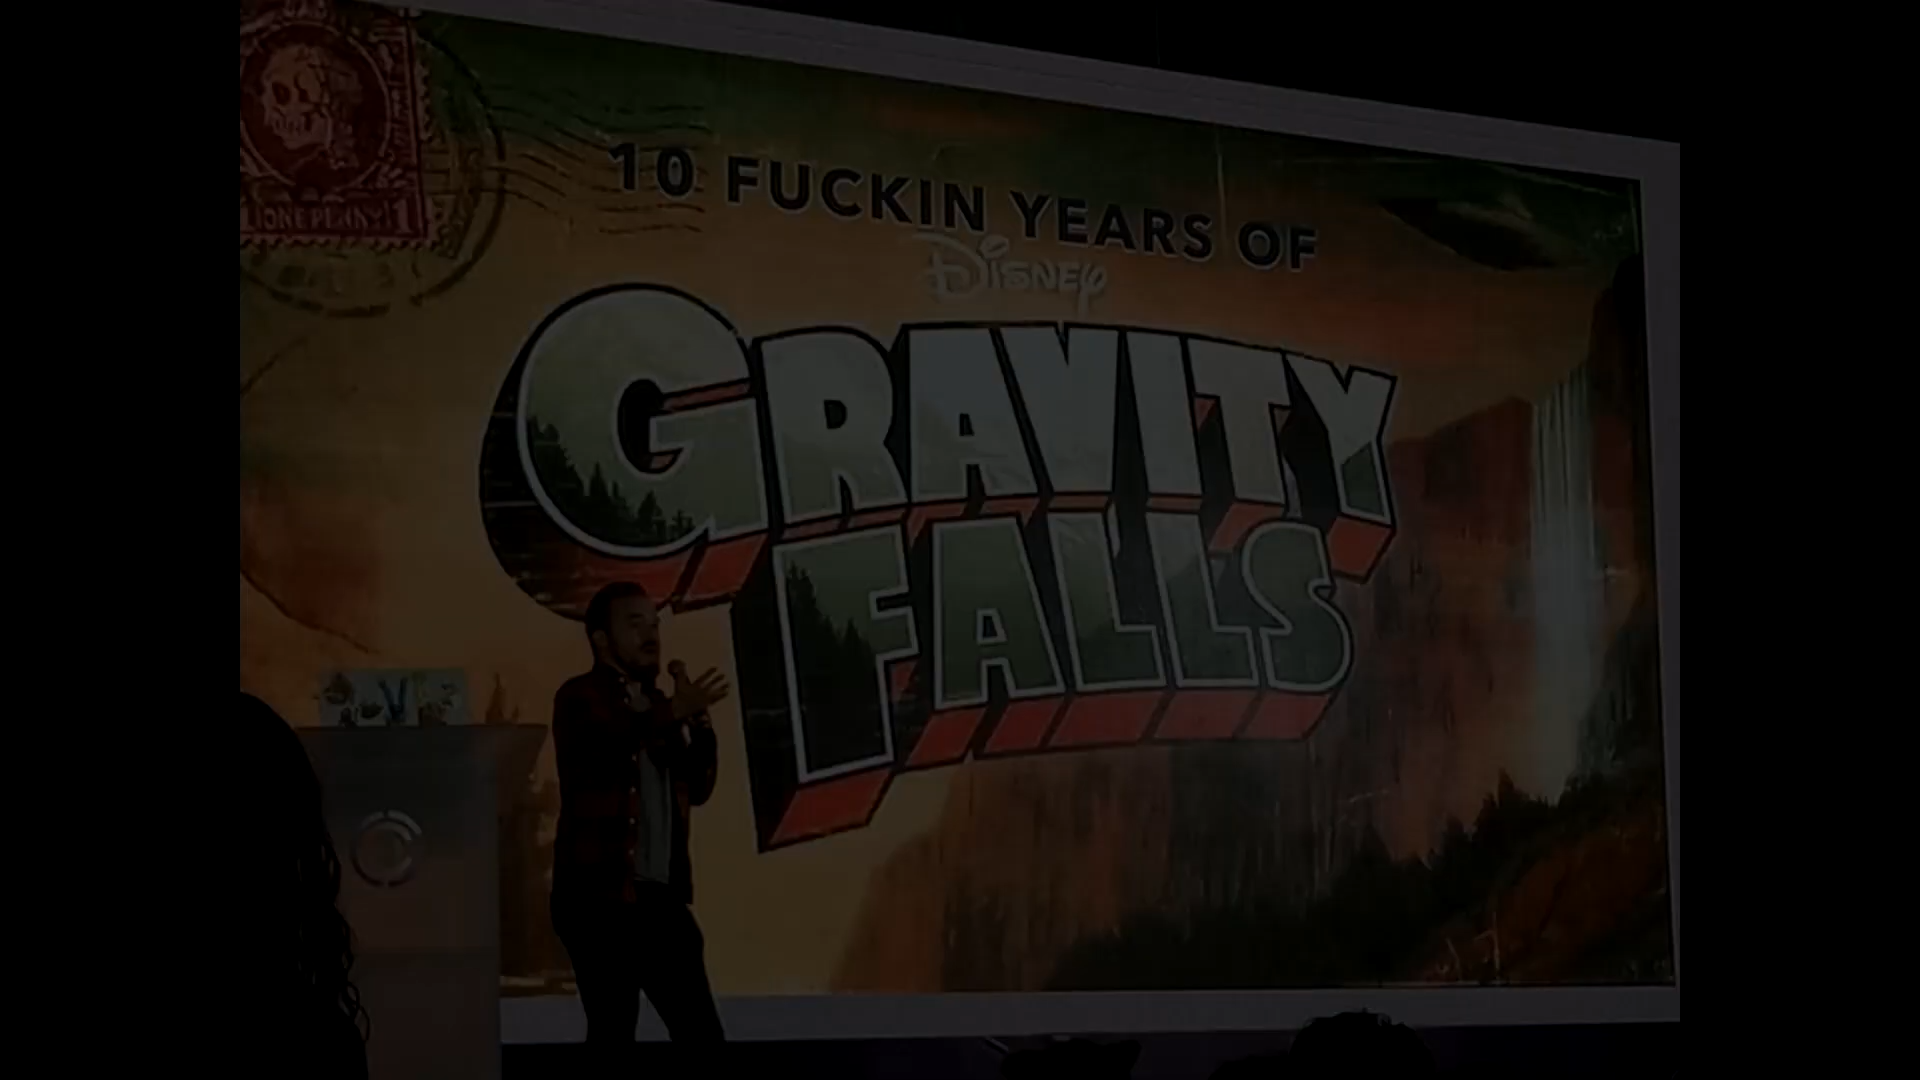 ONE PENNY 1
10 FUCKIN YEARS OF
Disney
GRAVITY
FALLS